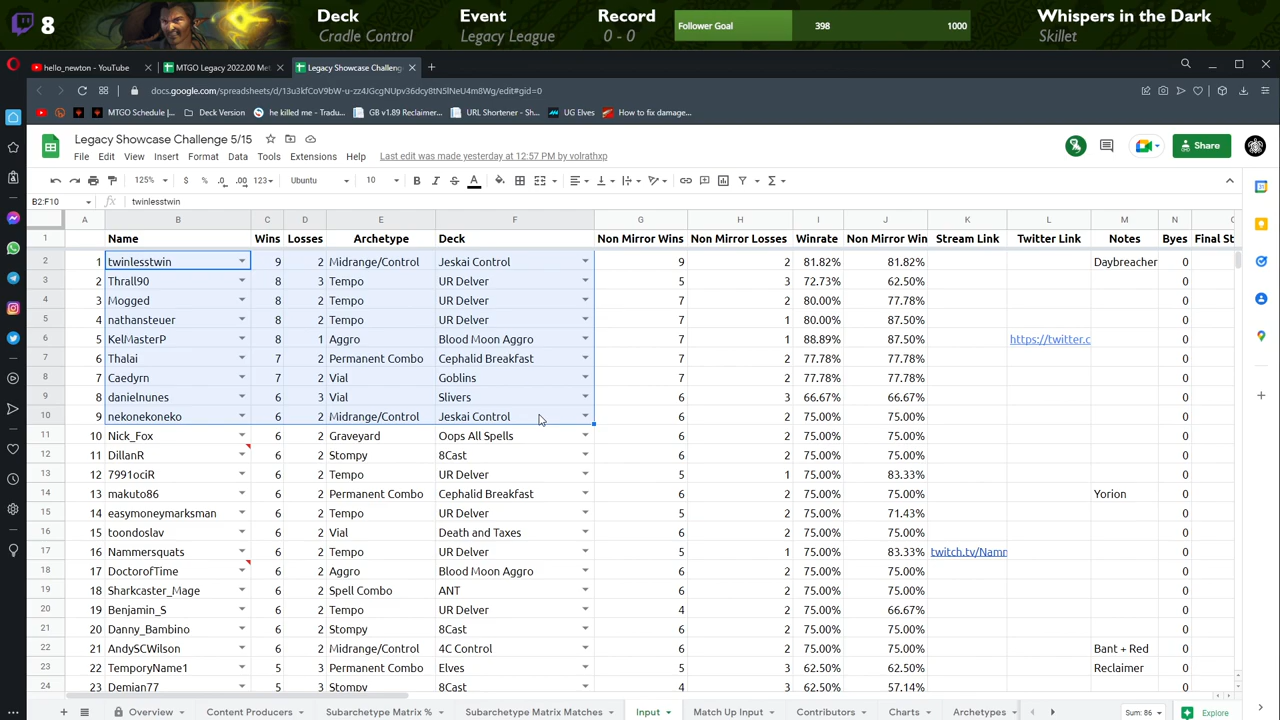 8
Deck
Cradle Control
Event
Legacy League
Record
0 - 0
Follower Goal 398 1000
Whispers in the Dark
Skillet
hello_newton - YouTube
MTGO Legacy 2022.00 Met
Legacy Showcase Challenge
docs.google.com/spreadsheets/d/13u3kfCoV9bW-u-zz4JGcgNUpv36dcy8tN5lNeU4m8Wg/edit#gid=0
MTGO Schedule |...
Deck Version
he killed me - Tradu...
GB v1.89 Reclaimer...
URL Shortener - Sh...
UG Elves
How to fix damaged...
Legacy Showcase Challenge 5/15
File Edit View Insert Format Data Tools Extensions Help Last edit was made yesterday at 12:57 PM by volrathxp
Share
125% $ % .0 .00 123 Ubuntu 10 B I S A
B2:F10 fx twinlesstwin
A B C D E F G H I J K L M N
1 Name Wins Losses Archetype Deck Non Mirror Wins Non Mirror Losses Winrate Non Mirror Win Stream Link Twitter Link Notes Byes Final St
2 1 twinlesstwin 9 2 Midrange/Control Jeskai Control 9 2 81.82% 81.82% Daybreacher 0
3 2 Thrall90 8 3 Tempo UR Delver 5 3 72.73% 62.50% 0
4 3 Mogged 8 2 Tempo UR Delver 7 2 80.00% 77.78% 0
5 4 nathansteuer 8 2 Tempo UR Delver 7 1 80.00% 87.50% 0
6 5 KelMasterP 8 1 Aggro Blood Moon Aggro 7 1 88.89% 87.50% https://twitter.c 0
7 6 Thalai 7 2 Permanent Combo Cephalid Breakfast 7 2 77.78% 77.78% 0
8 7 Caedyrn 7 2 Vial Goblins 7 2 77.78% 77.78% 0
9 8 danielnunes 6 3 Vial Slivers 6 3 66.67% 66.67% 0
10 9 nekonekoneko 6 2 Midrange/Control Jeskai Control 6 2 75.00% 75.00% 0
11 10 Nick_Fox 6 2 Graveyard Oops All Spells 6 2 75.00% 75.00% 0
12 11 DillanR 6 2 Stompy 8Cast 6 2 75.00% 75.00% 0
13 12 7991ociR 6 2 Tempo UR Delver 5 1 75.00% 83.33% 0
14 13 makuto86 6 2 Permanent Combo Cephalid Breakfast 6 2 75.00% 75.00% Yorion 0
15 14 easymoneymarksman 6 2 Tempo UR Delver 5 2 75.00% 71.43% 0
16 15 toondoslav 6 2 Vial Death and Taxes 6 2 75.00% 75.00% 0
17 16 Nammersquats 6 2 Tempo UR Delver 5 1 75.00% 83.33% twitch.tv/Namn 0
18 17 DoctorofTime 6 2 Aggro Blood Moon Aggro 6 2 75.00% 75.00% 0
19 18 Sharkcaster_Mage 6 2 Spell Combo ANT 6 2 75.00% 75.00% 0
20 19 Benjamin_S 6 2 Tempo UR Delver 4 2 75.00% 66.67% 0
21 20 Danny_Bambino 6 2 Stompy 8Cast 6 2 75.00% 75.00% 0
22 21 AndySCWilson 6 2 Midrange/Control 4C Control 6 2 75.00% 75.00% Bant + Red 0
23 22 TemporyName1 5 3 Permanent Combo Elves 5 3 62.50% 62.50% Reclaimer 0
24 23 Demian77 5 3 Stompy 8Cast 4 3 62.50% 57.14% 0
Overview Content Producers Subarchetype Matrix % Subarchetype Matrix Matches Input Match Up Input Contributors Charts Archetypes Sum: 86 Explore